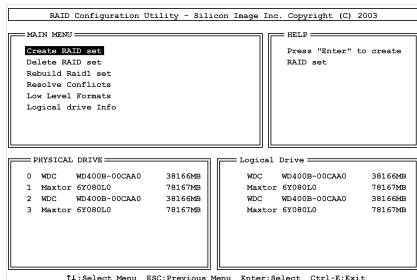 RAID Configuration Utility - Silicon Image Inc. Copyright (C) 2003
MAIN MENU
Create RAID set
Delete RAID set
Rebuild Raid1 set
Resolve Conflicts
Low Level Formats
Logical drive Info
HELP
Press "Enter" to create
RAID set
PHYSICAL DRIVE
0 WDC WD400B-00CAA0 38166MB
1 Maxtor 6Y080L0 78167MB
2 WDC WD400B-00CAA0 38166MB
3 Maxtor 6Y080L0 78167MB
Logical Drive
WDC WD400B-00CAA0 38166MB
Maxtor 6Y080L0 78167MB
WDC WD400B-00CAA0 38166MB
Maxtor 6Y080L0 78167MB
↑↓:Select Menu ESC:Previous Menu Enter:Select Ctrl-E:Exit